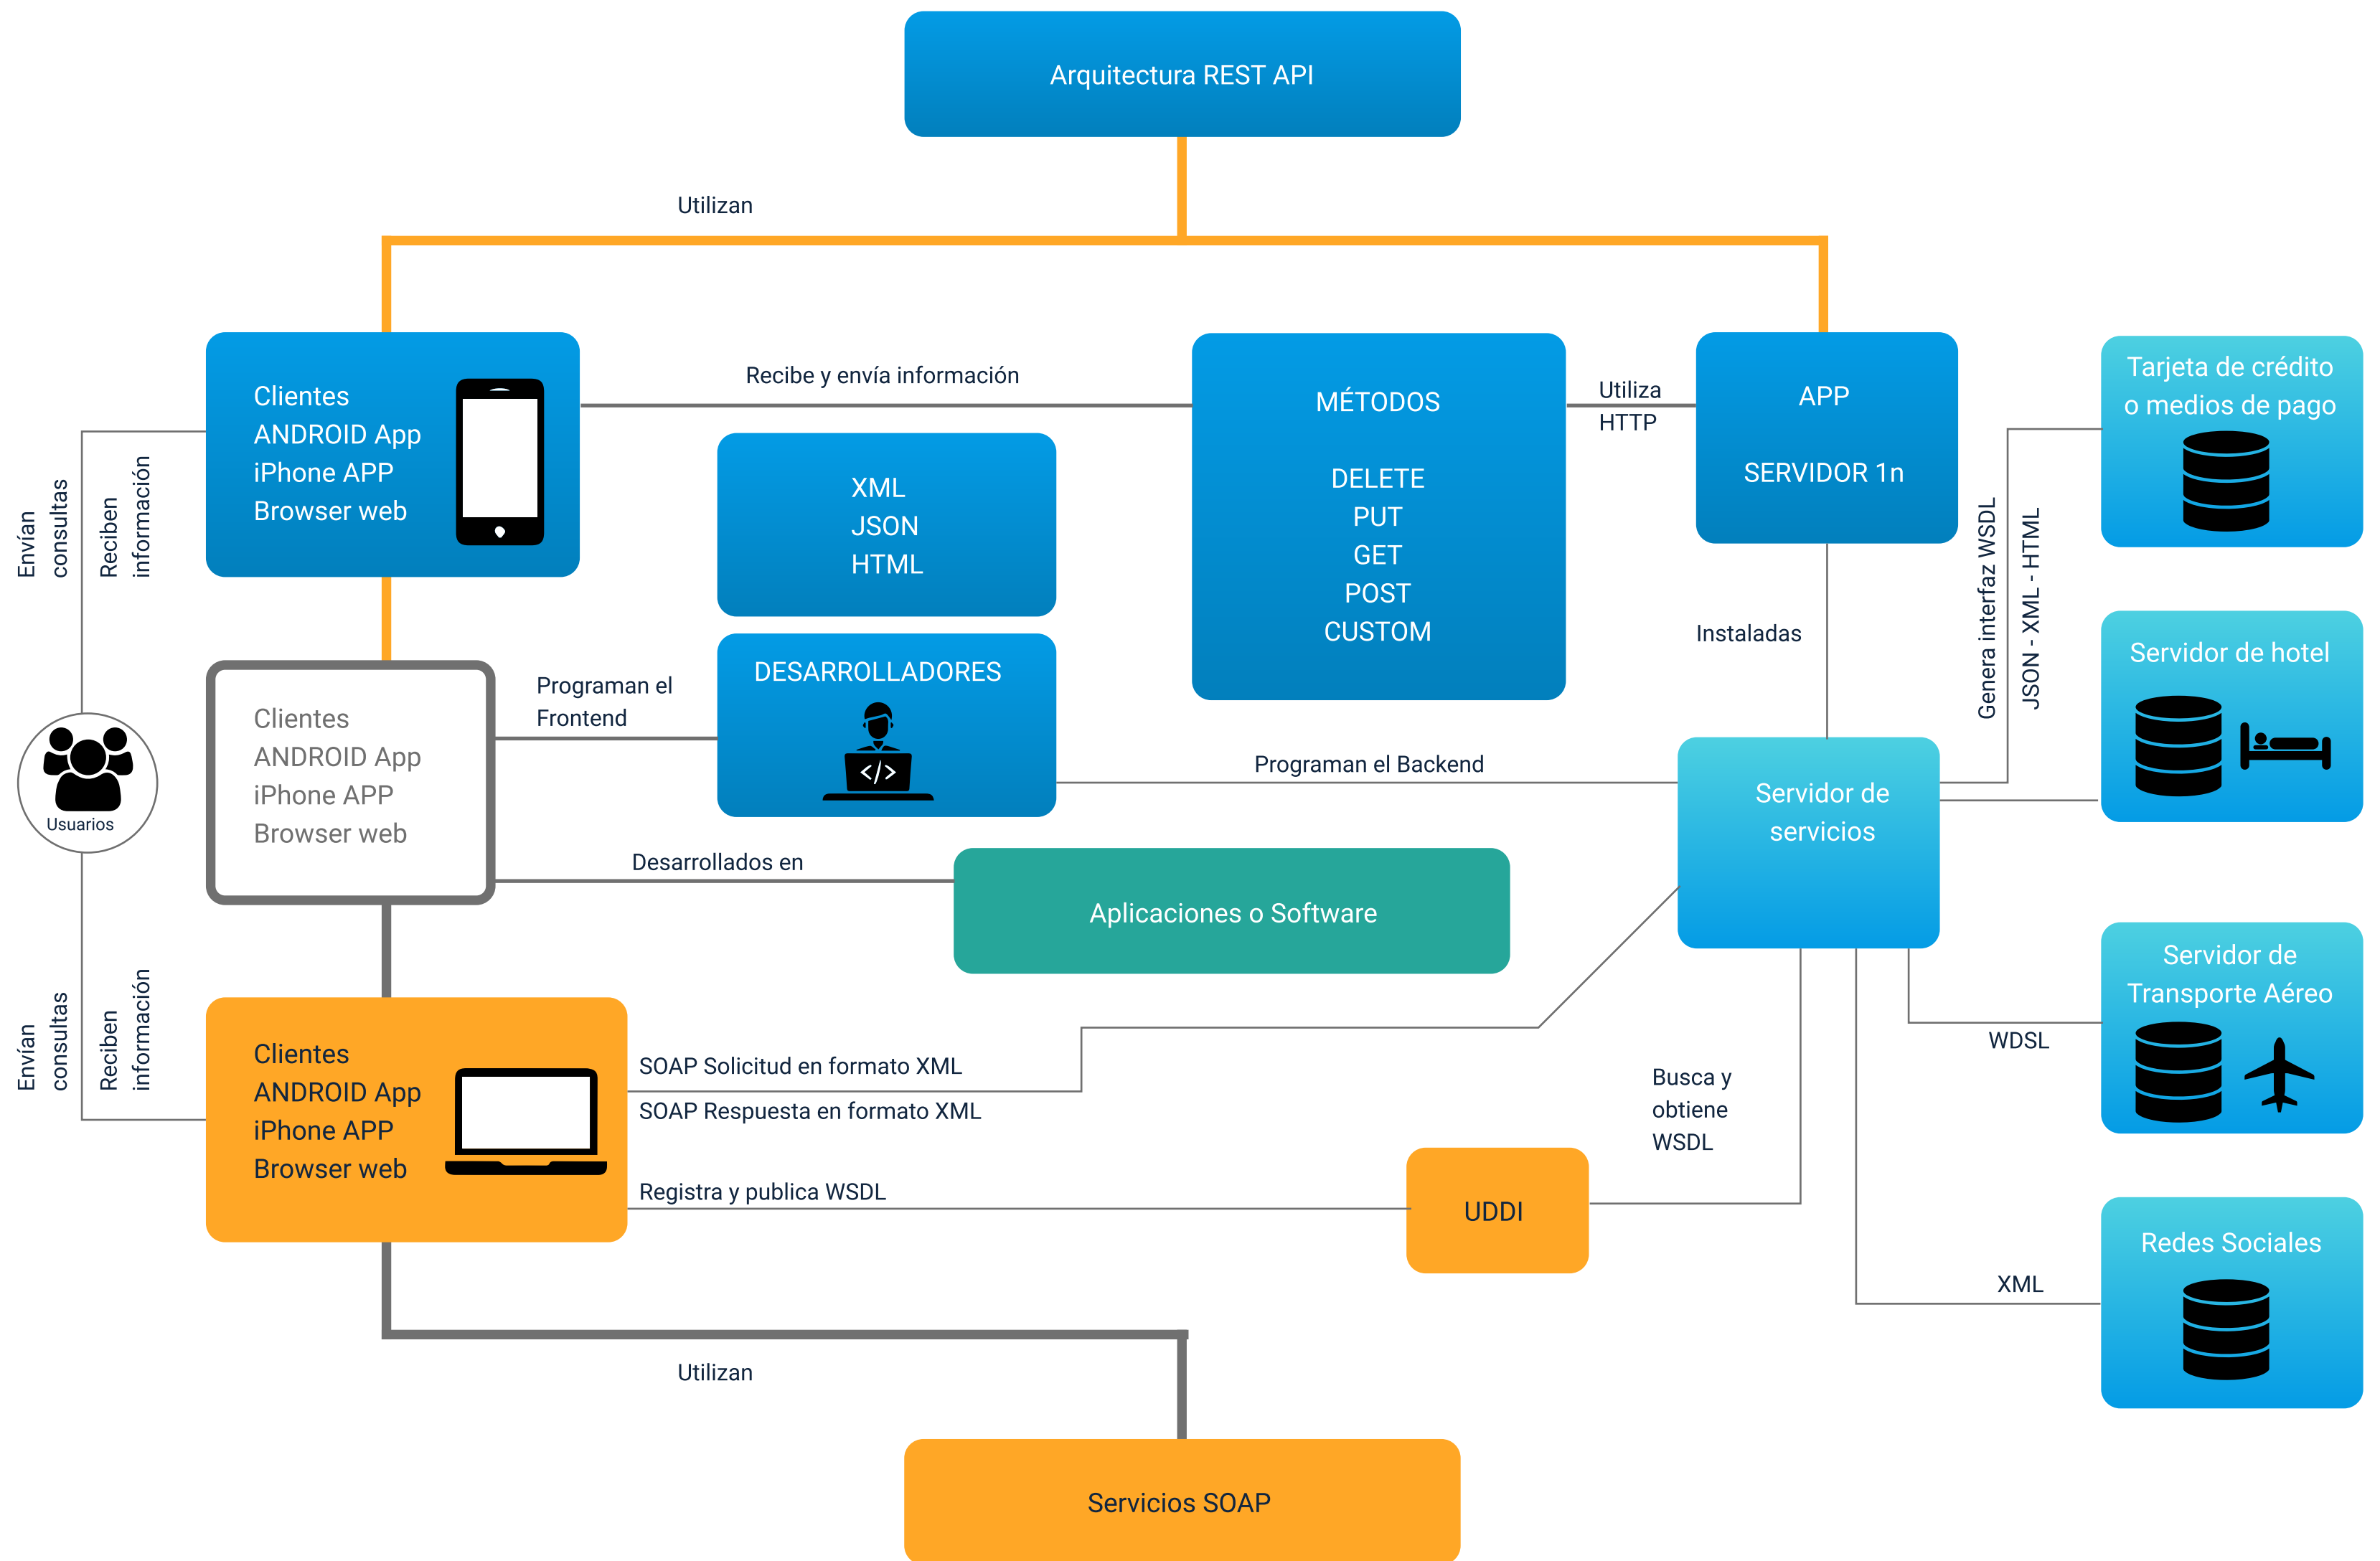 Arquitectura REST API
Utilizan
Clientes
ANDROID App
iPhone APP
Browser web
Recibe y envía información
XML
JSON
HTML
MÉTODOS
DELETE
PUT
GET
POST
CUSTOM
Utiliza
HTTP
APP
SERVIDOR 1n
Tarjeta de crédito
o medios de pago
Envían
consultas
Reciben
información
Genera interfaz WSDL
JSON - XML - HTML
Instaladas
Servidor de hotel
Clientes
ANDROID App
iPhone APP
Browser web
Programan el
Frontend
DESARROLLADORES
Programan el Backend
Servidor de
servicios
Usuarios
Desarrollados en
Aplicaciones o Software
Servidor de
Transporte Aéreo
WDSL
Envían
consultas
Reciben
información
Clientes
ANDROID App
iPhone APP
Browser web
SOAP Solicitud en formato XML
SOAP Respuesta en formato XML
Registra y publica WSDL
UDDI
Busca y
obtiene
WSDL
Redes Sociales
XML
Utilizan
Servicios SOAP